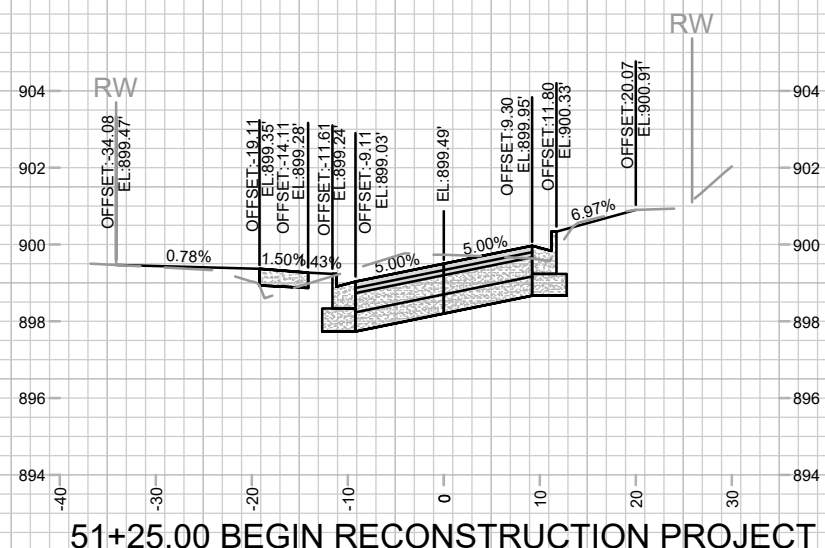 RW
RW
904
904
902
902
900
900
898
898
896
896
894
894
OFFSET:-34.08
EL:899.47'
OFFSET:-19.11
EL:899.35'
OFFSET:-14.11
EL:899.28'
OFFSET:-11.61
EL:899.24'
OFFSET:-9.11
EL:899.03'
EL:899.49'
OFFSET:9.30
EL:899.95'
OFFSET:11.80
EL:900.33'
OFFSET:20.07
EL:900.91'
0.78%
1.50%
.43%
5.00%
5.00%
6.97%
-40
-30
-20
-10
0
10
20
30
51+25.00 BEGIN RECONSTRUCTION PROJECT